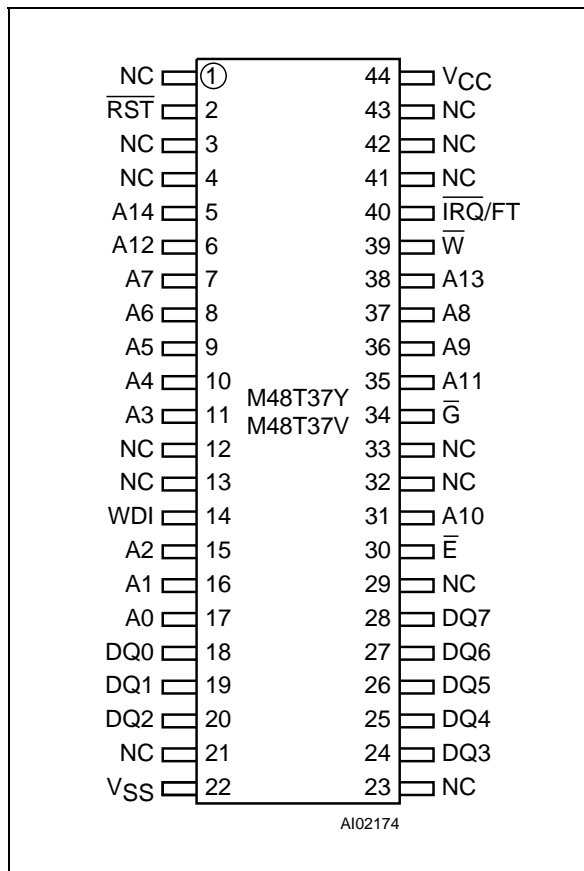 NC 1 44 VCC
R̅S̅T̅ 2 43 NC
NC 3 42 NC
NC 4 41 NC
A14 5 40 I̅R̅Q̅/FT
A12 6 39 W̅
A7 7 38 A13
A6 8 37 A8
A5 9 36 A9
A4 10 35 A11
M48T37Y
A3 11 34 G̅
M48T37V
NC 12 33 NC
NC 13 32 NC
WDI 14 31 A10
A2 15 30 E̅
A1 16 29 NC
A0 17 28 DQ7
DQ0 18 27 DQ6
DQ1 19 26 DQ5
DQ2 20 25 DQ4
NC 21 24 DQ3
VSS 22 23 NC
AI02174